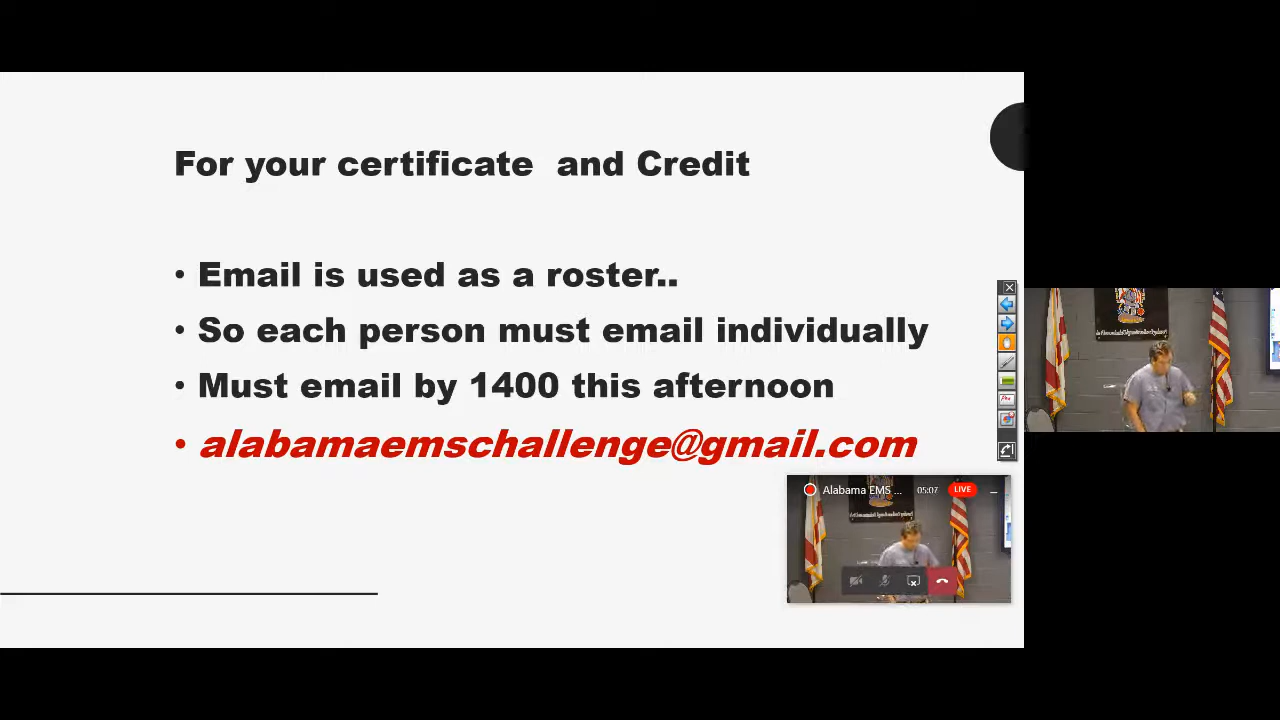 For your certificate and Credit
• Email is used as a roster..
• So each person must email individually
• Must email by 1400 this afternoon
• alabamaemschallenge@gmail.com
Alabama EMS ...
05:07
LIVE